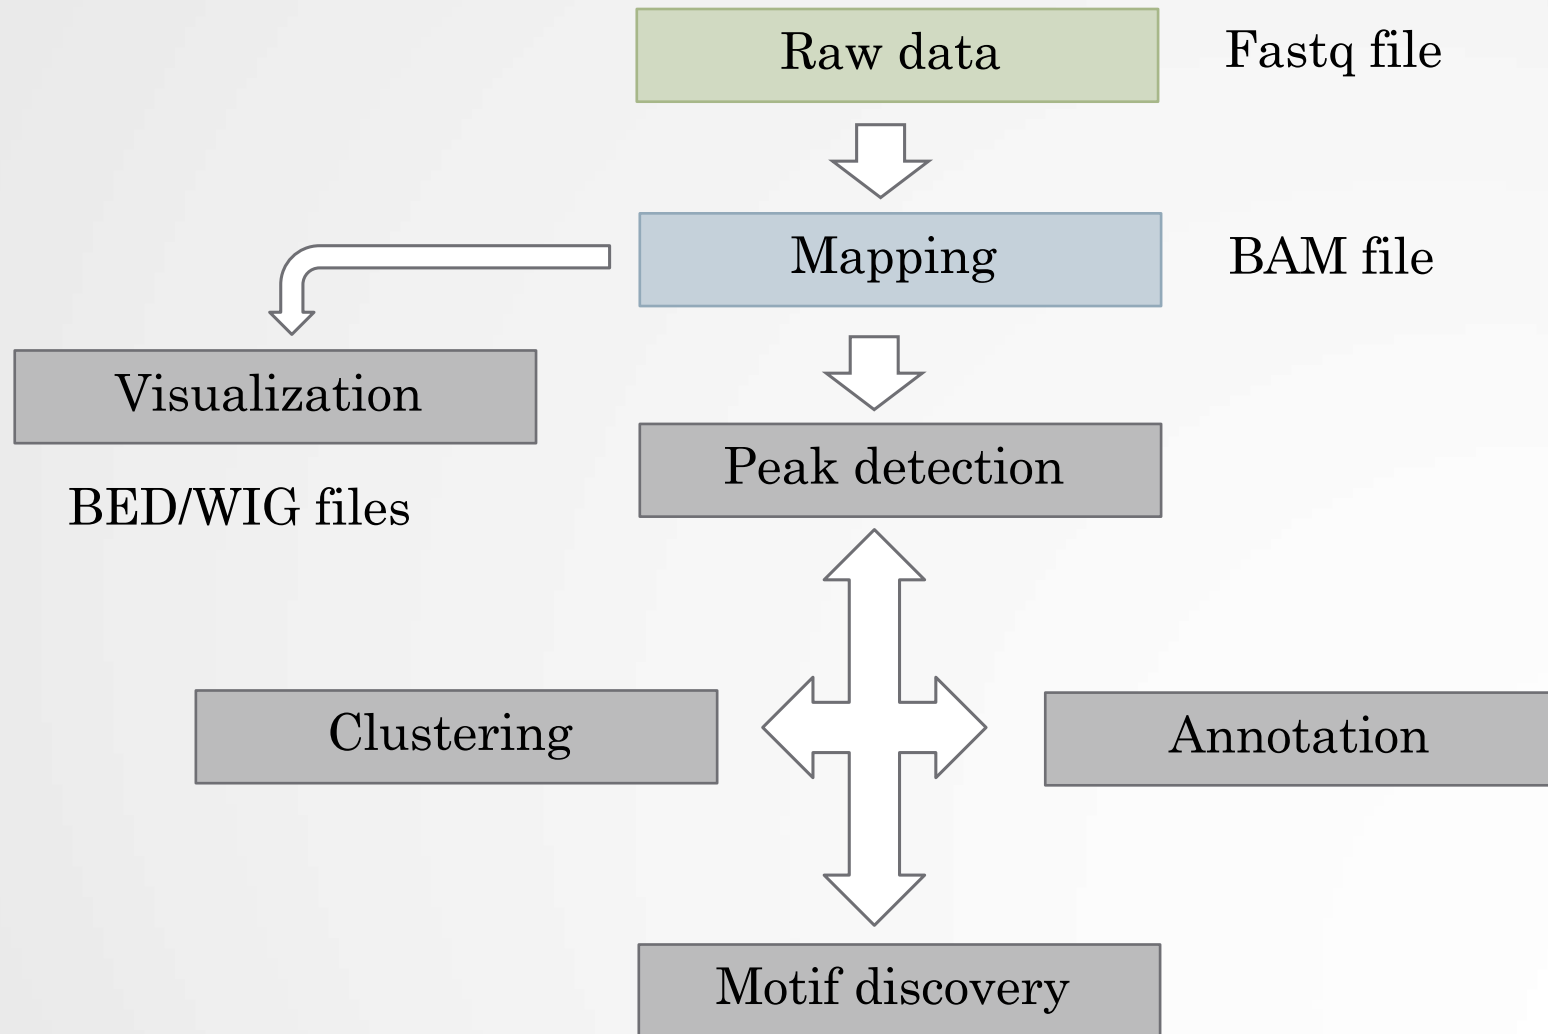 Raw data
Fastq file
Mapping
BAM file
Visualization
BED/WIG files
Peak detection
Clustering
Annotation
Motif discovery